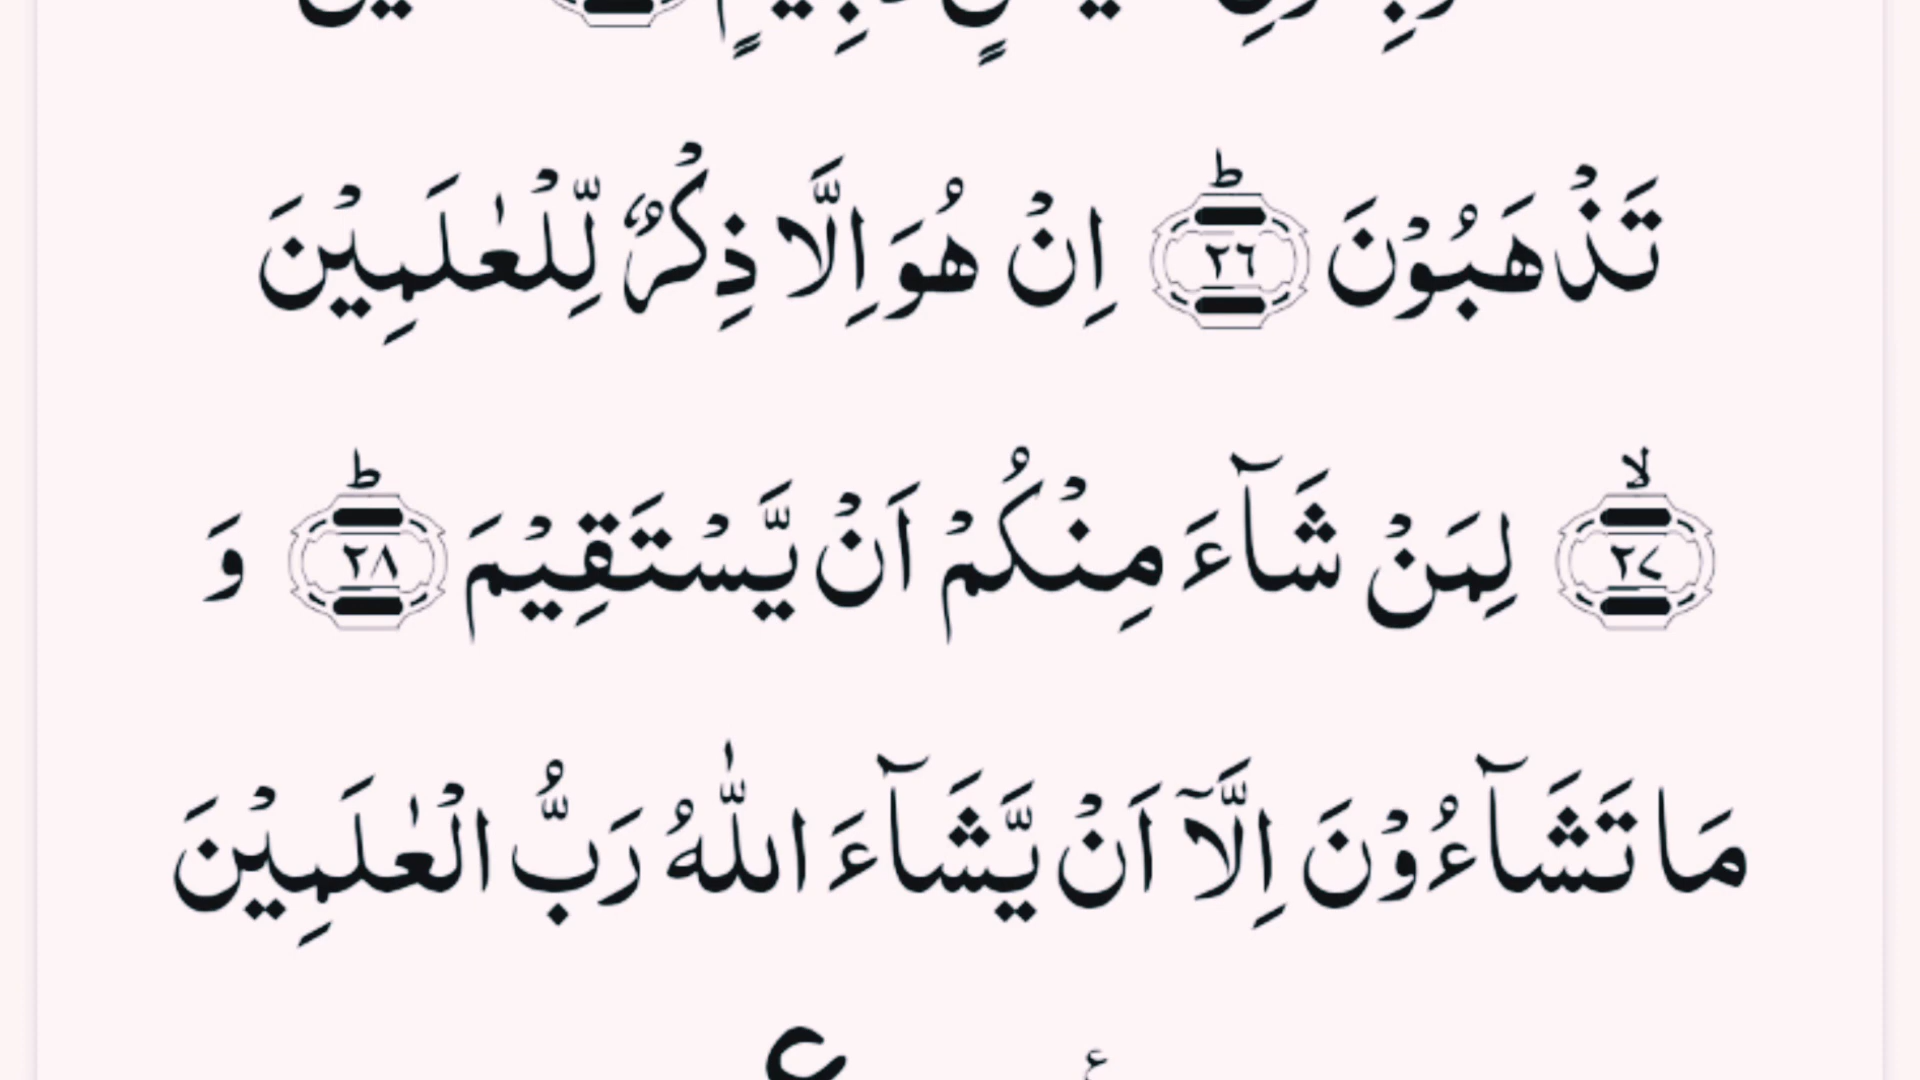 تَذْهَبُوْنَ ۟ؕ ٢٦ اِنْ هُوَ اِلَّا ذِكْرٌ لِّلْعٰلَمِيْنَ
ۙ ٢٧ لِمَنْ شَآءَ مِنْكُمْ اَنْ يَّسْتَقِيْمَ ؕ ٢٨ وَ
مَا تَشَآءُوْنَ اِلَّاۤ اَنْ يَّشَآءَ اللّٰهُ رَبُّ الْعٰلَمِيْنَ